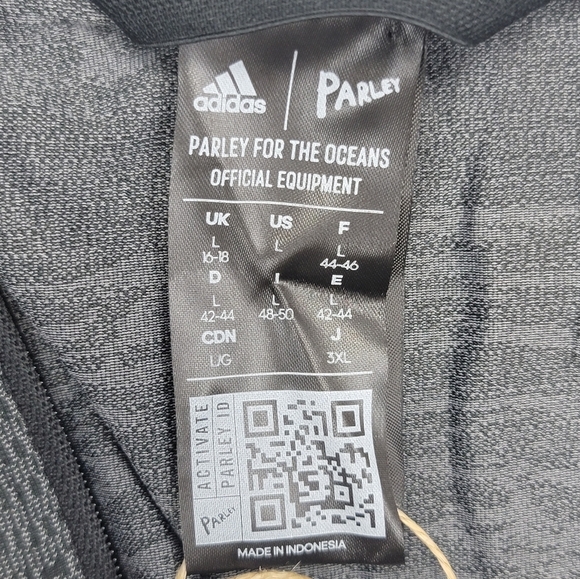 adidas
PARLEY
PARLEY FOR THE OCEANS
OFFICIAL EQUIPMENT
UK US F
L L L
16-18 44-46
D I E
L L L
42-44 48-50 42-44
CDN J
L/G 3XL
ACTIVATE
PARLEY ID
PARLEY
MADE IN INDONESIA